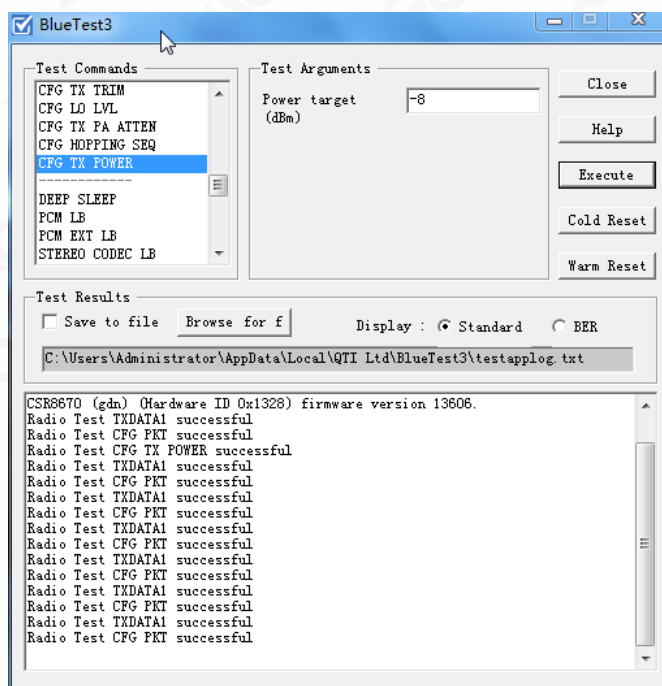 BlueTest3
Test Commands
CFG TX TRIM
CFG LO LVL
CFG TX PA ATTEN
CFG HOPPING SEQ
CFG TX POWER
-------------
DEEP SLEEP
PCM LB
PCM EXT LB
STEREO CODEC LB
Test Arguments
Power target
(dBm)
-8
Close
Help
Execute
Cold Reset
Warm Reset
Test Results
Save to file
Browse for f
Display :
Standard
BER
C:\Users\Administrator\AppData\Local\QTI Ltd\BlueTest3\testapplog.txt
CSR8670 (gdn) (Hardware ID 0x1328) firmware version 13606.
Radio Test TXDATA1 successful
Radio Test CFG PKT successful
Radio Test CFG TX POWER successful
Radio Test TXDATA1 successful
Radio Test CFG PKT successful
Radio Test TXDATA1 successful
Radio Test CFG PKT successful
Radio Test TXDATA1 successful
Radio Test CFG PKT successful
Radio Test TXDATA1 successful
Radio Test CFG PKT successful
Radio Test TXDATA1 successful
Radio Test CFG PKT successful
Radio Test TXDATA1 successful
Radio Test CFG PKT successful